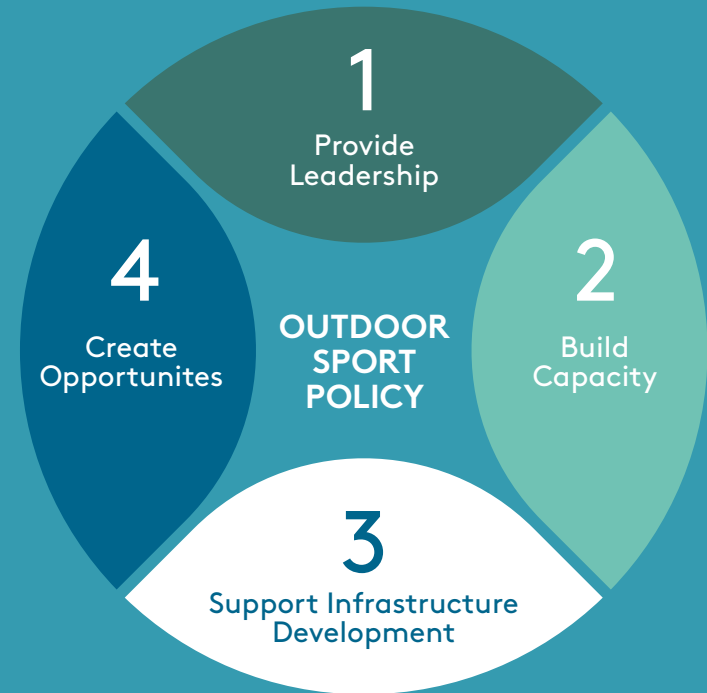 1
Provide
Leadership
2
Build
Capacity
3
Support Infrastructure
Development
4
Create
Opportunites
OUTDOOR
SPORT
POLICY